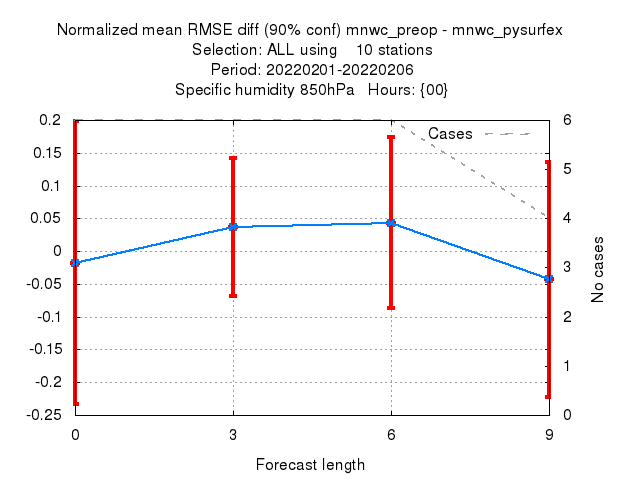 Normalized mean RMSE diff (90% conf) mnwc_preop - mnwc_pysurfex
Selection: ALL using    10 stations
Period: 20220201-20220206
Specific humidity 850hPa   Hours: {00}
Cases
0.2
0.15
0.1
0.05
0
-0.05
-0.1
-0.15
-0.2
-0.25
6
5
4
3
2
1
0
No cases
0 3 6 9
Forecast length